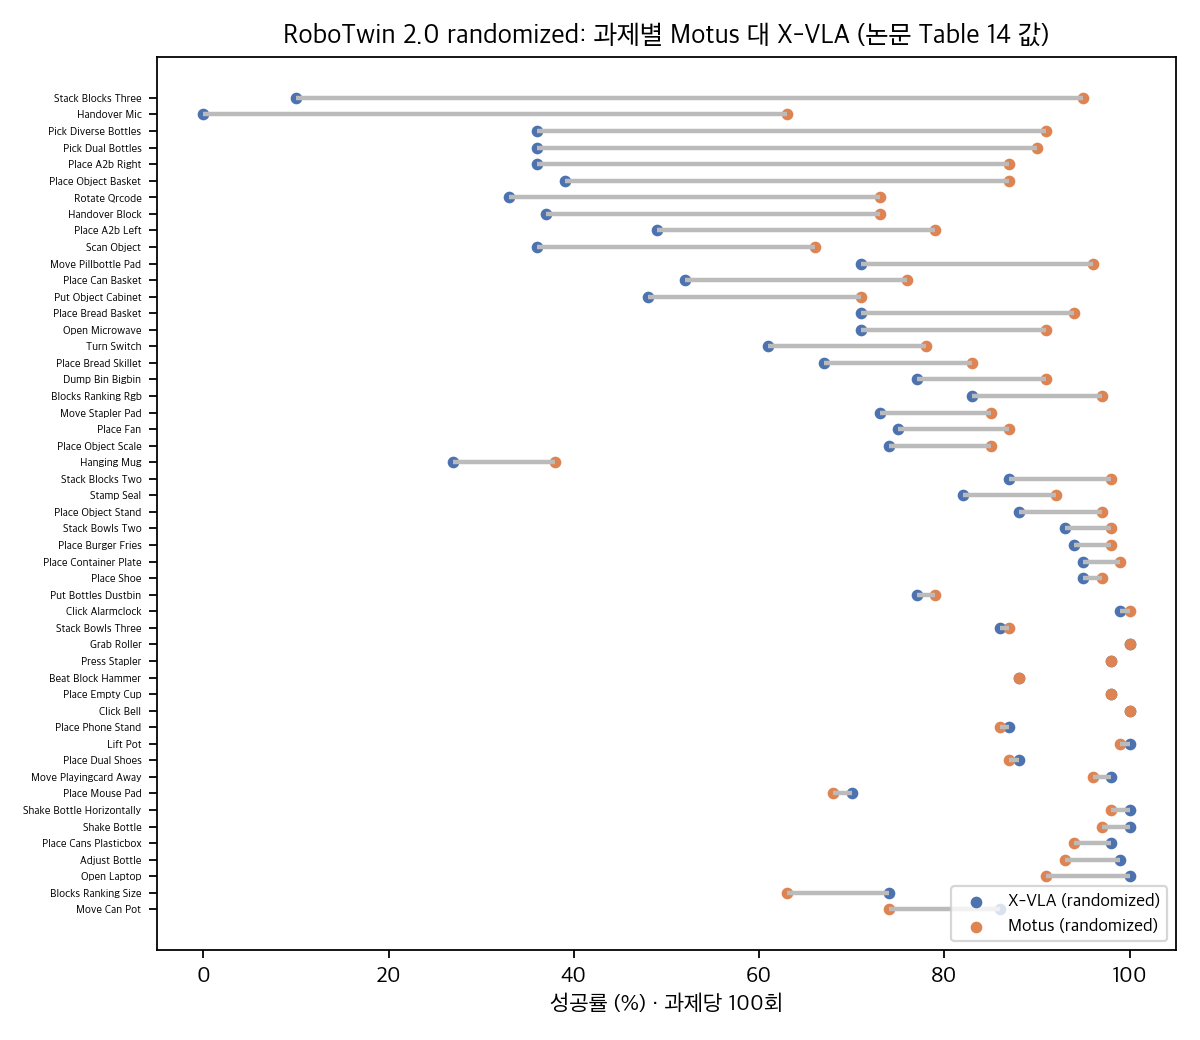 RoboTwin 2.0 randomized: 과제별 Motus 대 X-VLA (논문 Table 14 값)
Stack Blocks Three
Handover Mic
Pick Diverse Bottles
Pick Dual Bottles
Place A2b Right
Place Object Basket
Rotate Qrcode
Handover Block
Place A2b Left
Scan Object
Move Pillbottle Pad
Place Can Basket
Put Object Cabinet
Place Bread Basket
Open Microwave
Turn Switch
Place Bread Skillet
Dump Bin Bigbin
Blocks Ranking Rgb
Move Stapler Pad
Place Fan
Place Object Scale
Hanging Mug
Stack Blocks Two
Stamp Seal
Place Object Stand
Stack Bowls Two
Place Burger Fries
Place Container Plate
Place Shoe
Put Bottles Dustbin
Click Alarmclock
Stack Bowls Three
Grab Roller
Press Stapler
Beat Block Hammer
Place Empty Cup
Click Bell
Place Phone Stand
Lift Pot
Place Dual Shoes
Move Playingcard Away
Place Mouse Pad
Shake Bottle Horizontally
Shake Bottle
Place Cans Plasticbox
Adjust Bottle
Open Laptop
Blocks Ranking Size
Move Can Pot
X-VLA (randomized)
Motus (randomized)
0 20 40 60 80 100
성공률 (%) · 과제당 100회